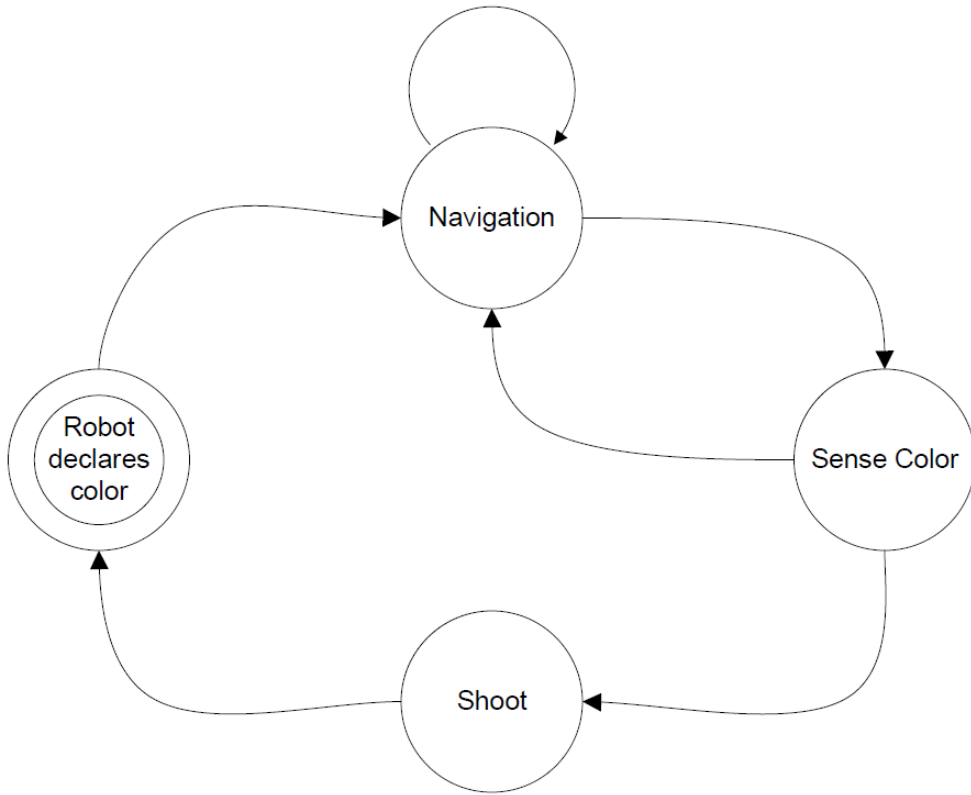 Navigation
Robot
declares
color
Sense Color
Shoot